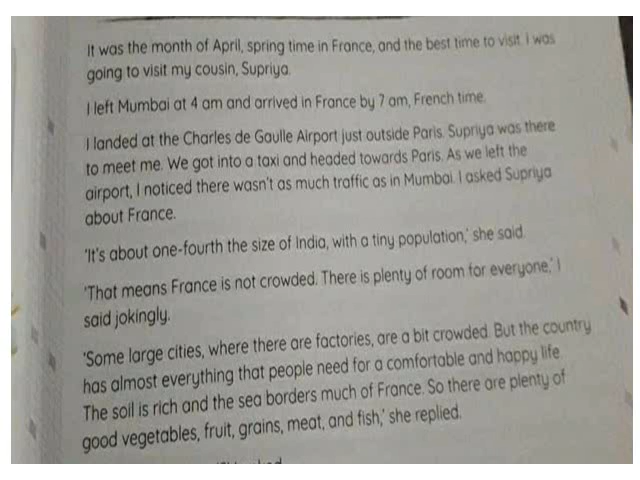 It was the month of April, spring time in France, and the best time to visit. I was
going to visit my cousin, Supriya.
I left Mumbai at 4 am and arrived in France by 7 am, French time.
I landed at the Charles de Gaulle Airport just outside Paris. Supriya was there
to meet me. We got into a taxi and headed towards Paris. As we left the
airport, I noticed there wasn't as much traffic as in Mumbai. I asked Supriya
about France.
'It's about one-fourth the size of India, with a tiny population,' she said.
'That means France is not crowded. There is plenty of room for everyone,' I
said jokingly.
'Some large cities, where there are factories, are a bit crowded. But the country
has almost everything that people need for a comfortable and happy life.
The soil is rich and the sea borders much of France. So there are plenty of
good vegetables, fruit, grains, meat, and fish,' she replied.